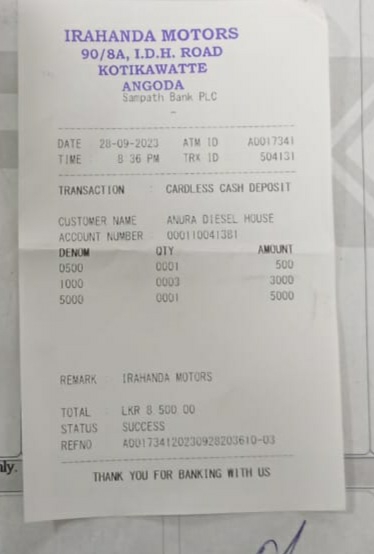 IRAHANDA MOTORS
90/8A, I.D.H. ROAD
KOTIKAWATTE
ANGODA
Sampath Bank PLC
DATE 28-09-2023 ATM ID A0017341
TIME : 8 36 PM TRX ID 504131
TRANSACTION : CARDLESS CASH DEPOSIT
CUSTOMER NAME ANURA DIESEL HOUSE
ACCOUNT NUMBER : 000110041381
DENOM QTY AMOUNT
0500 0001 500
1000 0003 3000
5000 0001 5000
REMARK : IRAHANDA MOTORS
TOTAL : LKR 8 500.00
STATUS SUCCESS
REFNO A001734120230928203610-03
THANK YOU FOR BANKING WITH US